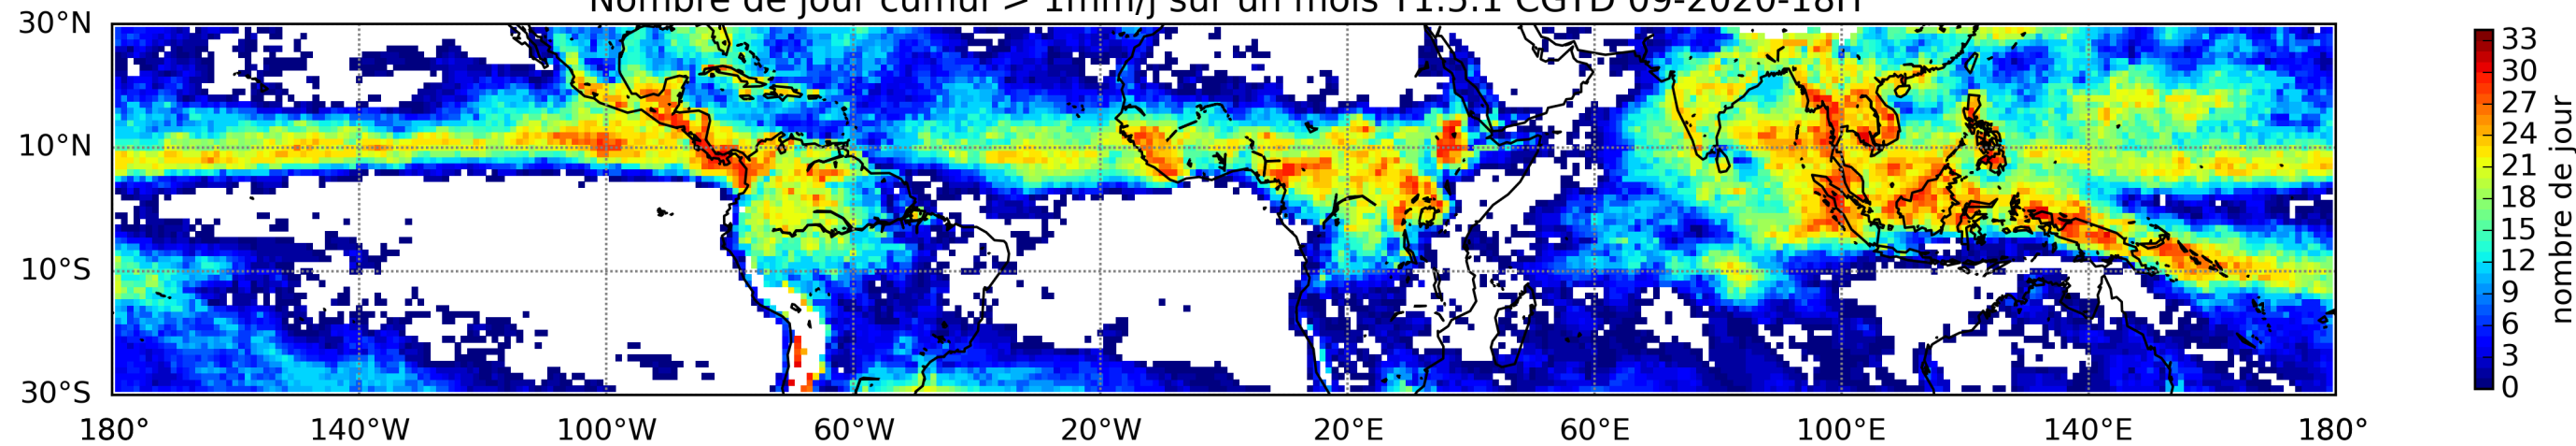 Nombre de jour cumul > 1mm/j sur un mois T1.5.1 CGTD 09-2020-18H
30°N
10°N
10°S
30°S
180°
140°W
100°W
60°W
20°W
20°E
60°E
100°E
140°E
180°
33
30
27
24
21
18
15
12
9
6
3
0
nombre de jour